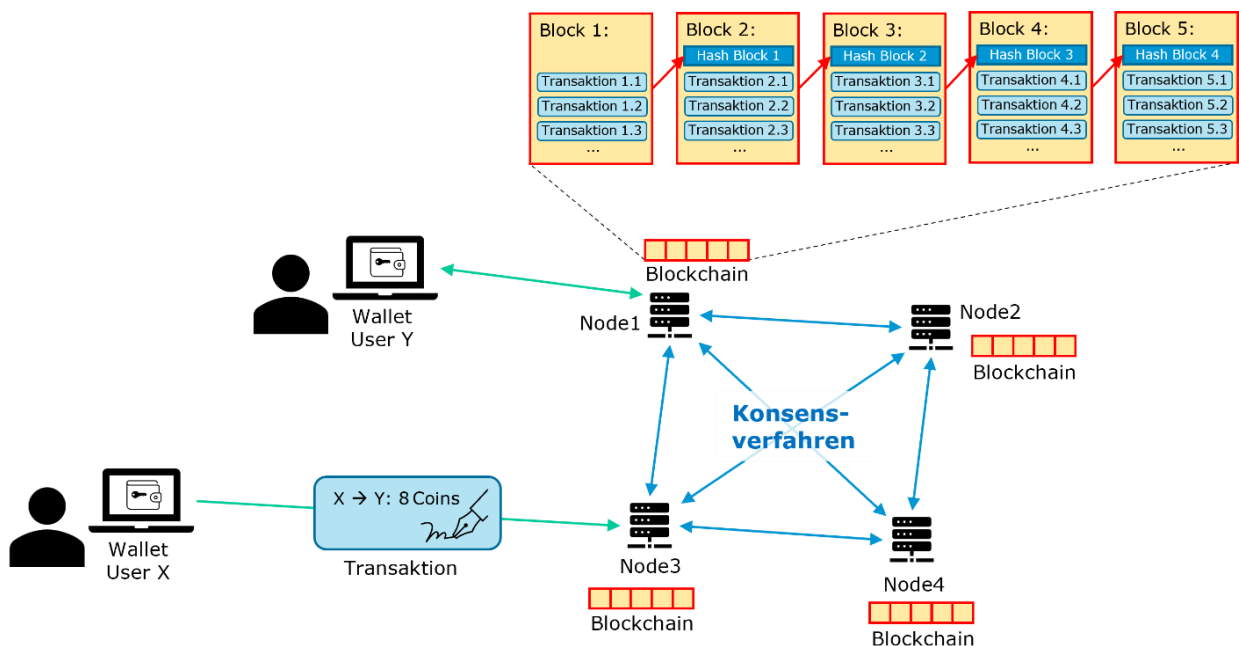 Block 1:
Transaktion 1.1
Transaktion 1.2
Transaktion 1.3
...
Block 2:
Hash Block 1
Transaktion 2.1
Transaktion 2.2
Transaktion 2.3
...
Block 3:
Hash Block 2
Transaktion 3.1
Transaktion 3.2
Transaktion 3.3
...
Block 4:
Hash Block 3
Transaktion 4.1
Transaktion 4.2
Transaktion 4.3
...
Block 5:
Hash Block 4
Transaktion 5.1
Transaktion 5.2
Transaktion 5.3
...
Blockchain
Node1
Wallet
User Y
Node2
Blockchain
Konsens-
verfahren
Wallet
User X
X → Y: 8 Coins
Transaktion
Node3
Blockchain
Node4
Blockchain